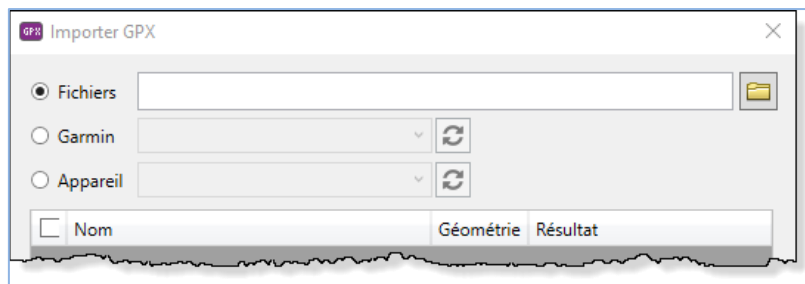 GPX Importer GPX
Fichiers
Garmin
Appareil
Nom Géométrie Résultat